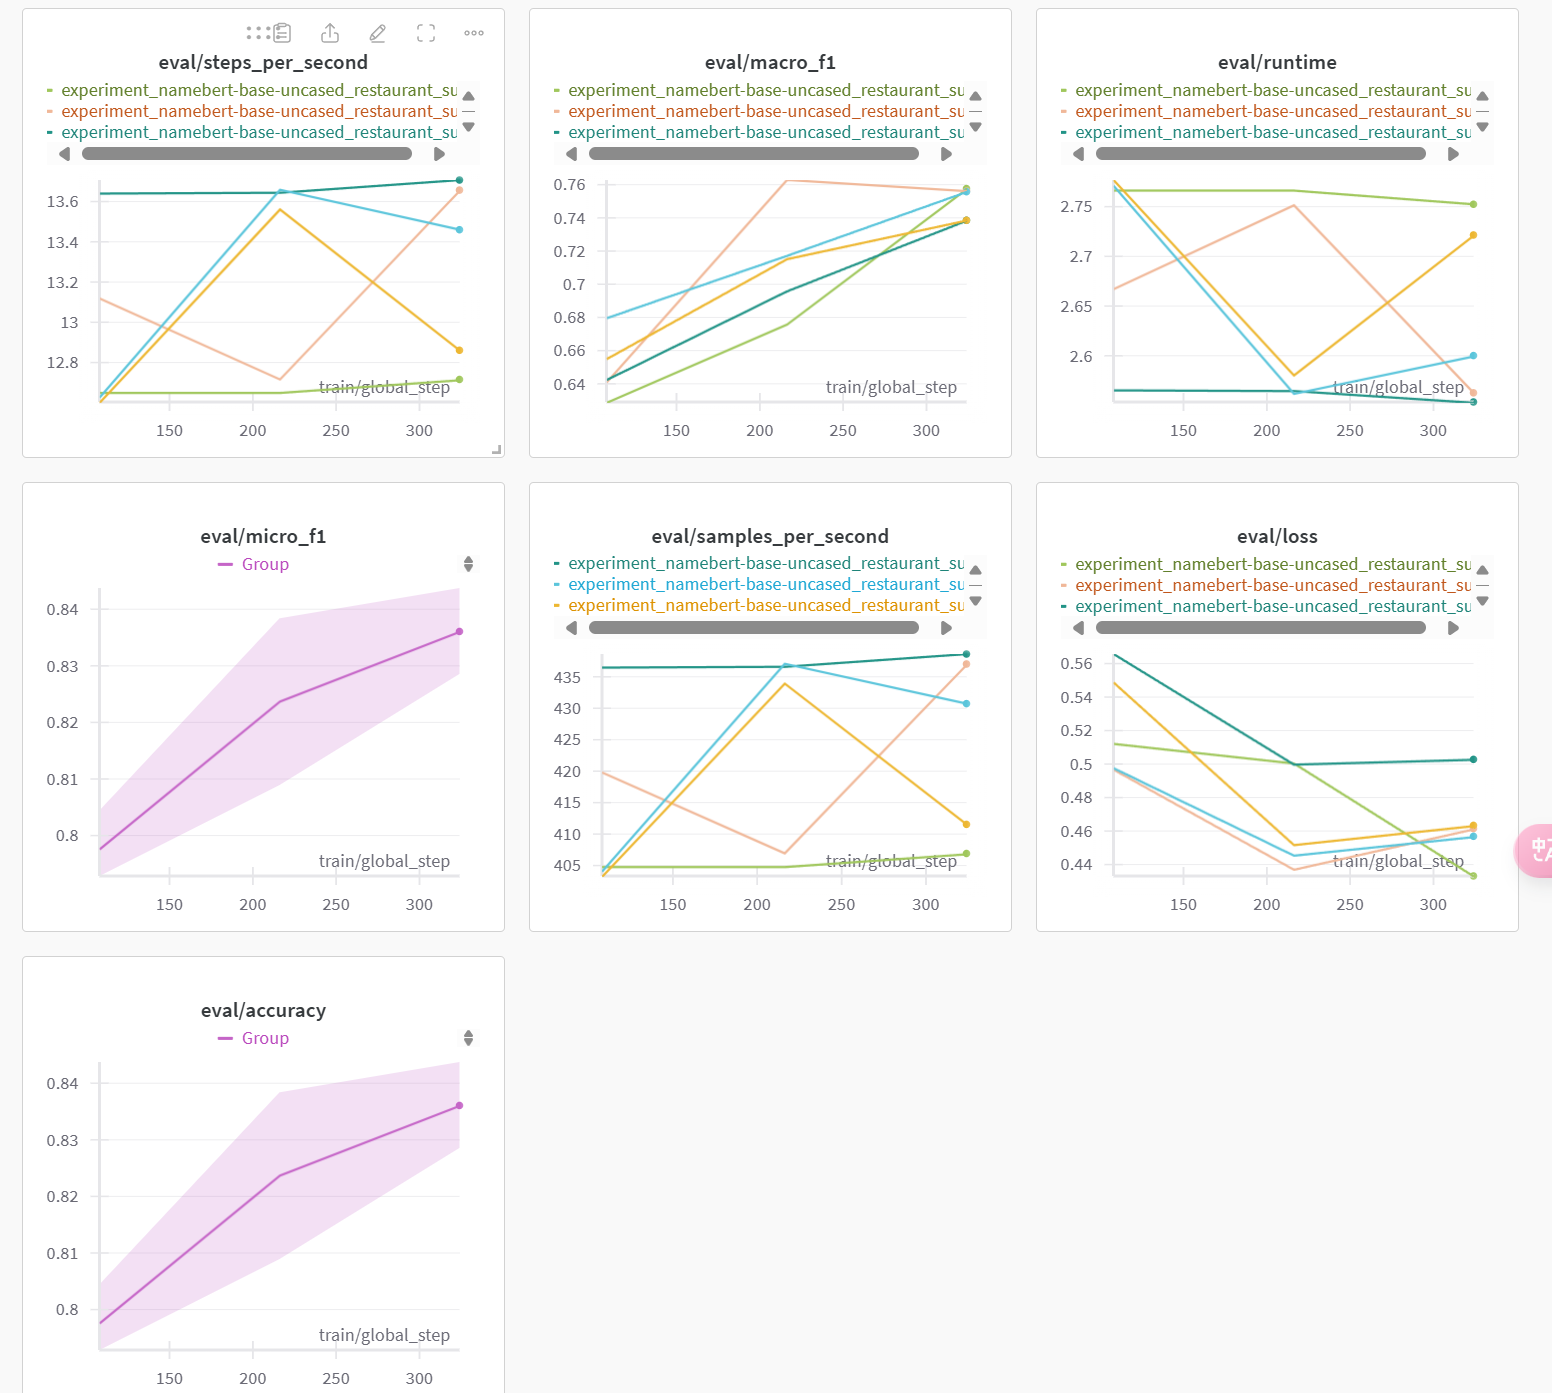 eval/steps_per_second
experiment_namebert-base-uncased_restaurant_su
experiment_namebert-base-uncased_restaurant_su
experiment_namebert-base-uncased_restaurant_su
13.6
13.4
13.2
13
12.8
train/global_step
150 200 250 300
eval/macro_f1
experiment_namebert-base-uncased_restaurant_su
experiment_namebert-base-uncased_restaurant_su
experiment_namebert-base-uncased_restaurant_su
0.76
0.74
0.72
0.7
0.68
0.66
0.64
train/global_step
150 200 250 300
eval/runtime
experiment_namebert-base-uncased_restaurant_su
experiment_namebert-base-uncased_restaurant_su
experiment_namebert-base-uncased_restaurant_su
2.75
2.7
2.65
2.6
train/global_step
150 200 250 300
eval/micro_f1
Group
0.84
0.83
0.82
0.81
0.8
train/global_step
150 200 250 300
eval/samples_per_second
experiment_namebert-base-uncased_restaurant_su
experiment_namebert-base-uncased_restaurant_su
experiment_namebert-base-uncased_restaurant_su
435
430
425
420
415
410
405
train/global_step
150 200 250 300
eval/loss
experiment_namebert-base-uncased_restaurant_su
experiment_namebert-base-uncased_restaurant_su
experiment_namebert-base-uncased_restaurant_su
0.56
0.54
0.52
0.5
0.48
0.46
0.44
train/global_step
150 200 250 300
eval/accuracy
Group
0.84
0.83
0.82
0.81
0.8
train/global_step
150 200 250 300